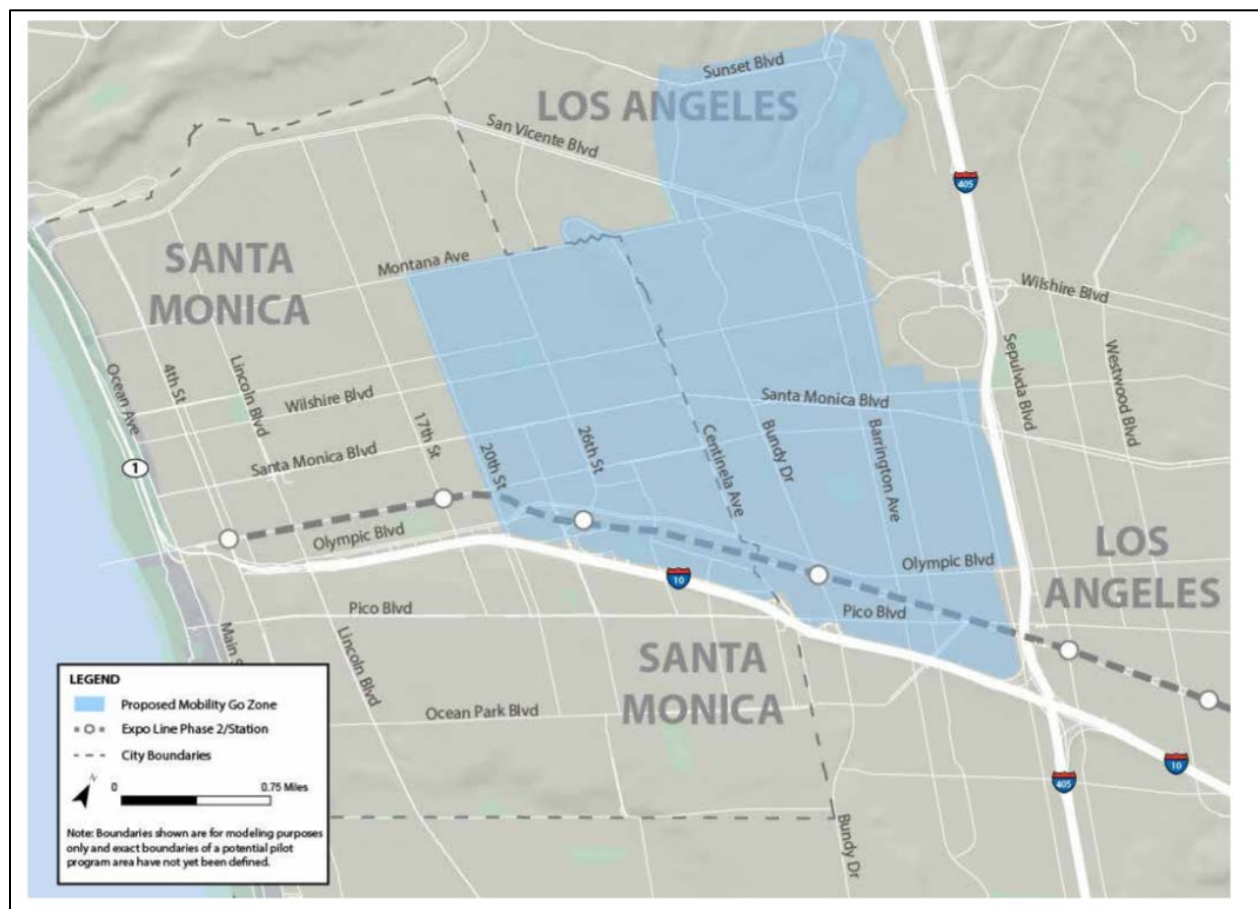 Sunset Blvd
LOS ANGELES
San Vicente Blvd
405
SANTA
MONICA
Montana Ave
Wilshire Blvd
Ocean Ave
4th St
Lincoln Blvd
Wilshire Blvd
17th St
Santa Monica Blvd
20th St
26th St
Centinela Ave
Bundy Dr
Santa Monica Blvd
Barrington Ave
Sepulvda Blvd
Westwood Blvd
1
Olympic Blvd
10
Olympic Blvd
LOS
ANGELES
Pico Blvd
Pico Blvd
Main S
Lincoln Blvd
SANTA
MONICA
Ocean Park Blvd
10
405
Bundy Dr
LEGEND
Proposed Mobility Go Zone
Expo Line Phase 2/Station
City Boundaries
N
0 0.75 Miles
Note: Boundaries shown are for modeling purposes
only and exact boundaries of a potential pilot
program area have not yet been defined.